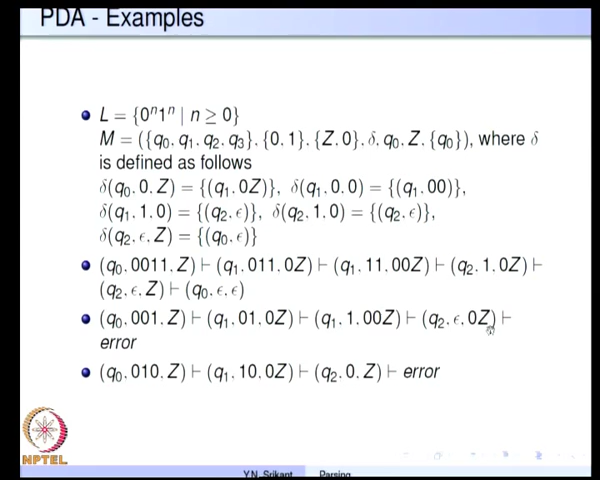 PDA - Examples
L = {0ⁿ1ⁿ | n ≥ 0}
M = ({q₀, q₁, q₂, q₃}, {0, 1}, {Z, 0}, δ, q₀, Z, {q₀}), where δ
is defined as follows
δ(q₀, 0, Z) = {(q₁, 0Z)}, δ(q₁, 0, 0) = {(q₁, 00)},
δ(q₁, 1, 0) = {(q₂, ϵ)}, δ(q₂, 1, 0) = {(q₂, ϵ)},
δ(q₂, ϵ, Z) = {(q₀, ϵ)}
(q₀, 0011, Z) ⊢ (q₁, 011, 0Z) ⊢ (q₁, 11, 00Z) ⊢ (q₂, 1, 0Z) ⊢
(q₂, ϵ, Z) ⊢ (q₀, ϵ, ϵ)
(q₀, 001, Z) ⊢ (q₁, 01, 0Z) ⊢ (q₁, 1, 00Z) ⊢ (q₂, ϵ, 0Z) ⊢
error
(q₀, 010, Z) ⊢ (q₁, 10, 0Z) ⊢ (q₂, 0, Z) ⊢ error
NPTEL
Y.N. Srikant Parsing